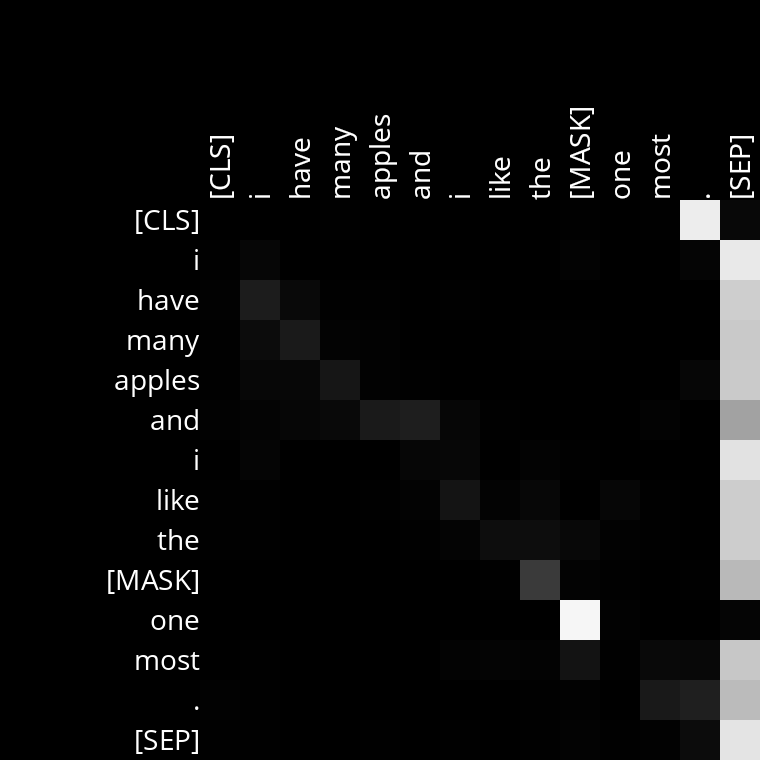 [CLS] i have many apples and i like the [MASK] one most . [SEP]
[CLS]
i
have
many
apples
and
i
like
the
[MASK]
one
most
.
[SEP]